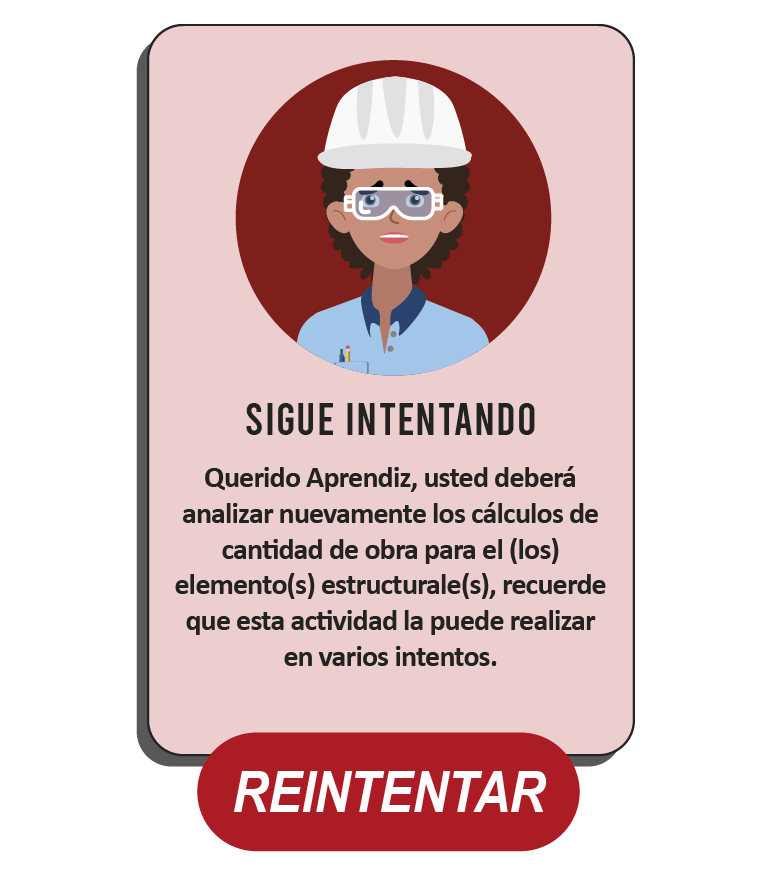 SIGUE INTENTANDO
Querido Aprendiz, usted deberá
analizar nuevamente los cálculos de
cantidad de obra para el (los)
elemento(s) estructurale(s), recuerde
que esta actividad la puede realizar
en varios intentos.
REINTENTAR